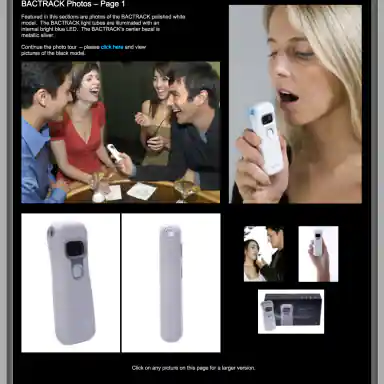 BACTRACK Photos – Page 1
Featured in this sections are photos of the BACTRACK polished white
model. The BACTRACK light tubes are illuminated with an
internal bright blue LED. The BACTRACK's center bezel is
metallic silver.
Continue the photo tour -- please click here and view
pictures of the black model.
Click on any picture on this page for a larger version.